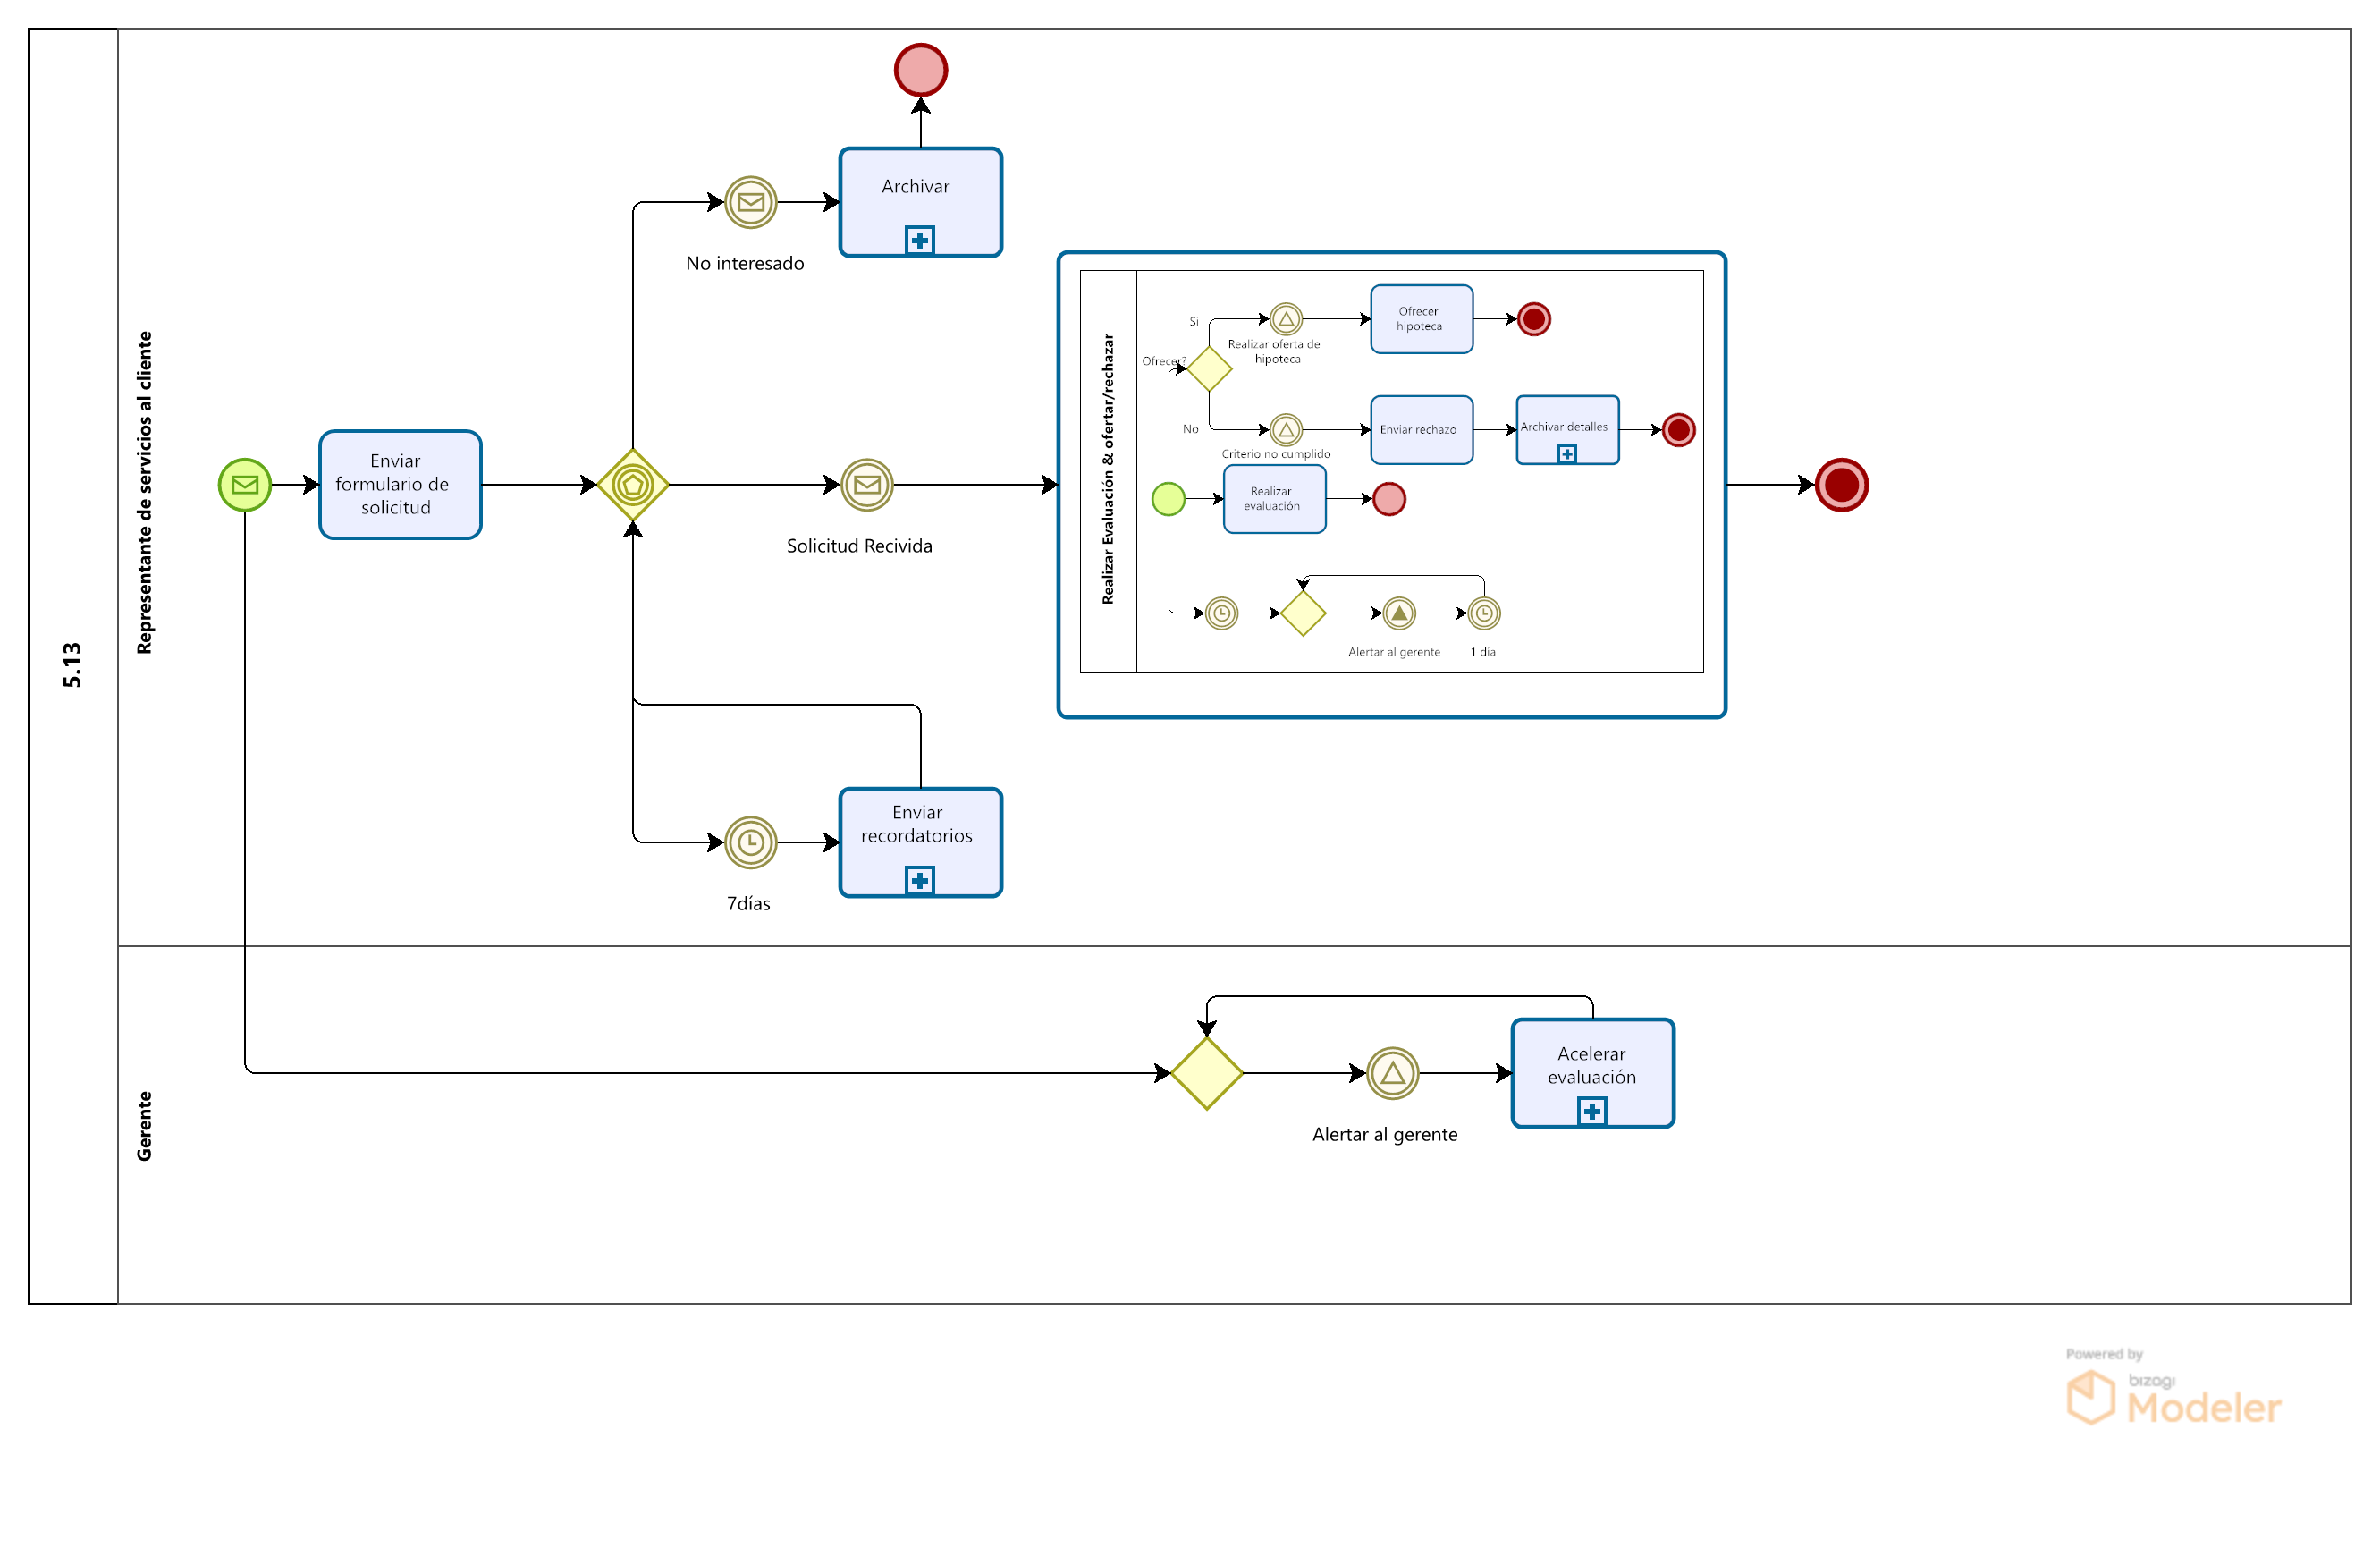 5.13
Representante de servicios al cliente
Archivar
No interesado
Enviar
formulario de
solicitud
Solicitud Recivida
Realizar Evaluación & ofertar/rechazar
Ofrecer?
Si
Realizar oferta de
hipoteca
Ofrecer
hipoteca
No
Criterio no cumplido
Enviar rechazo
Archivar detalles
Realizar
evaluación
Alertar al gerente
1 día
7días
Enviar
recordatorios
Gerente
Alertar al gerente
Acelerar
evaluación
Powered by
bizagi
Modeler